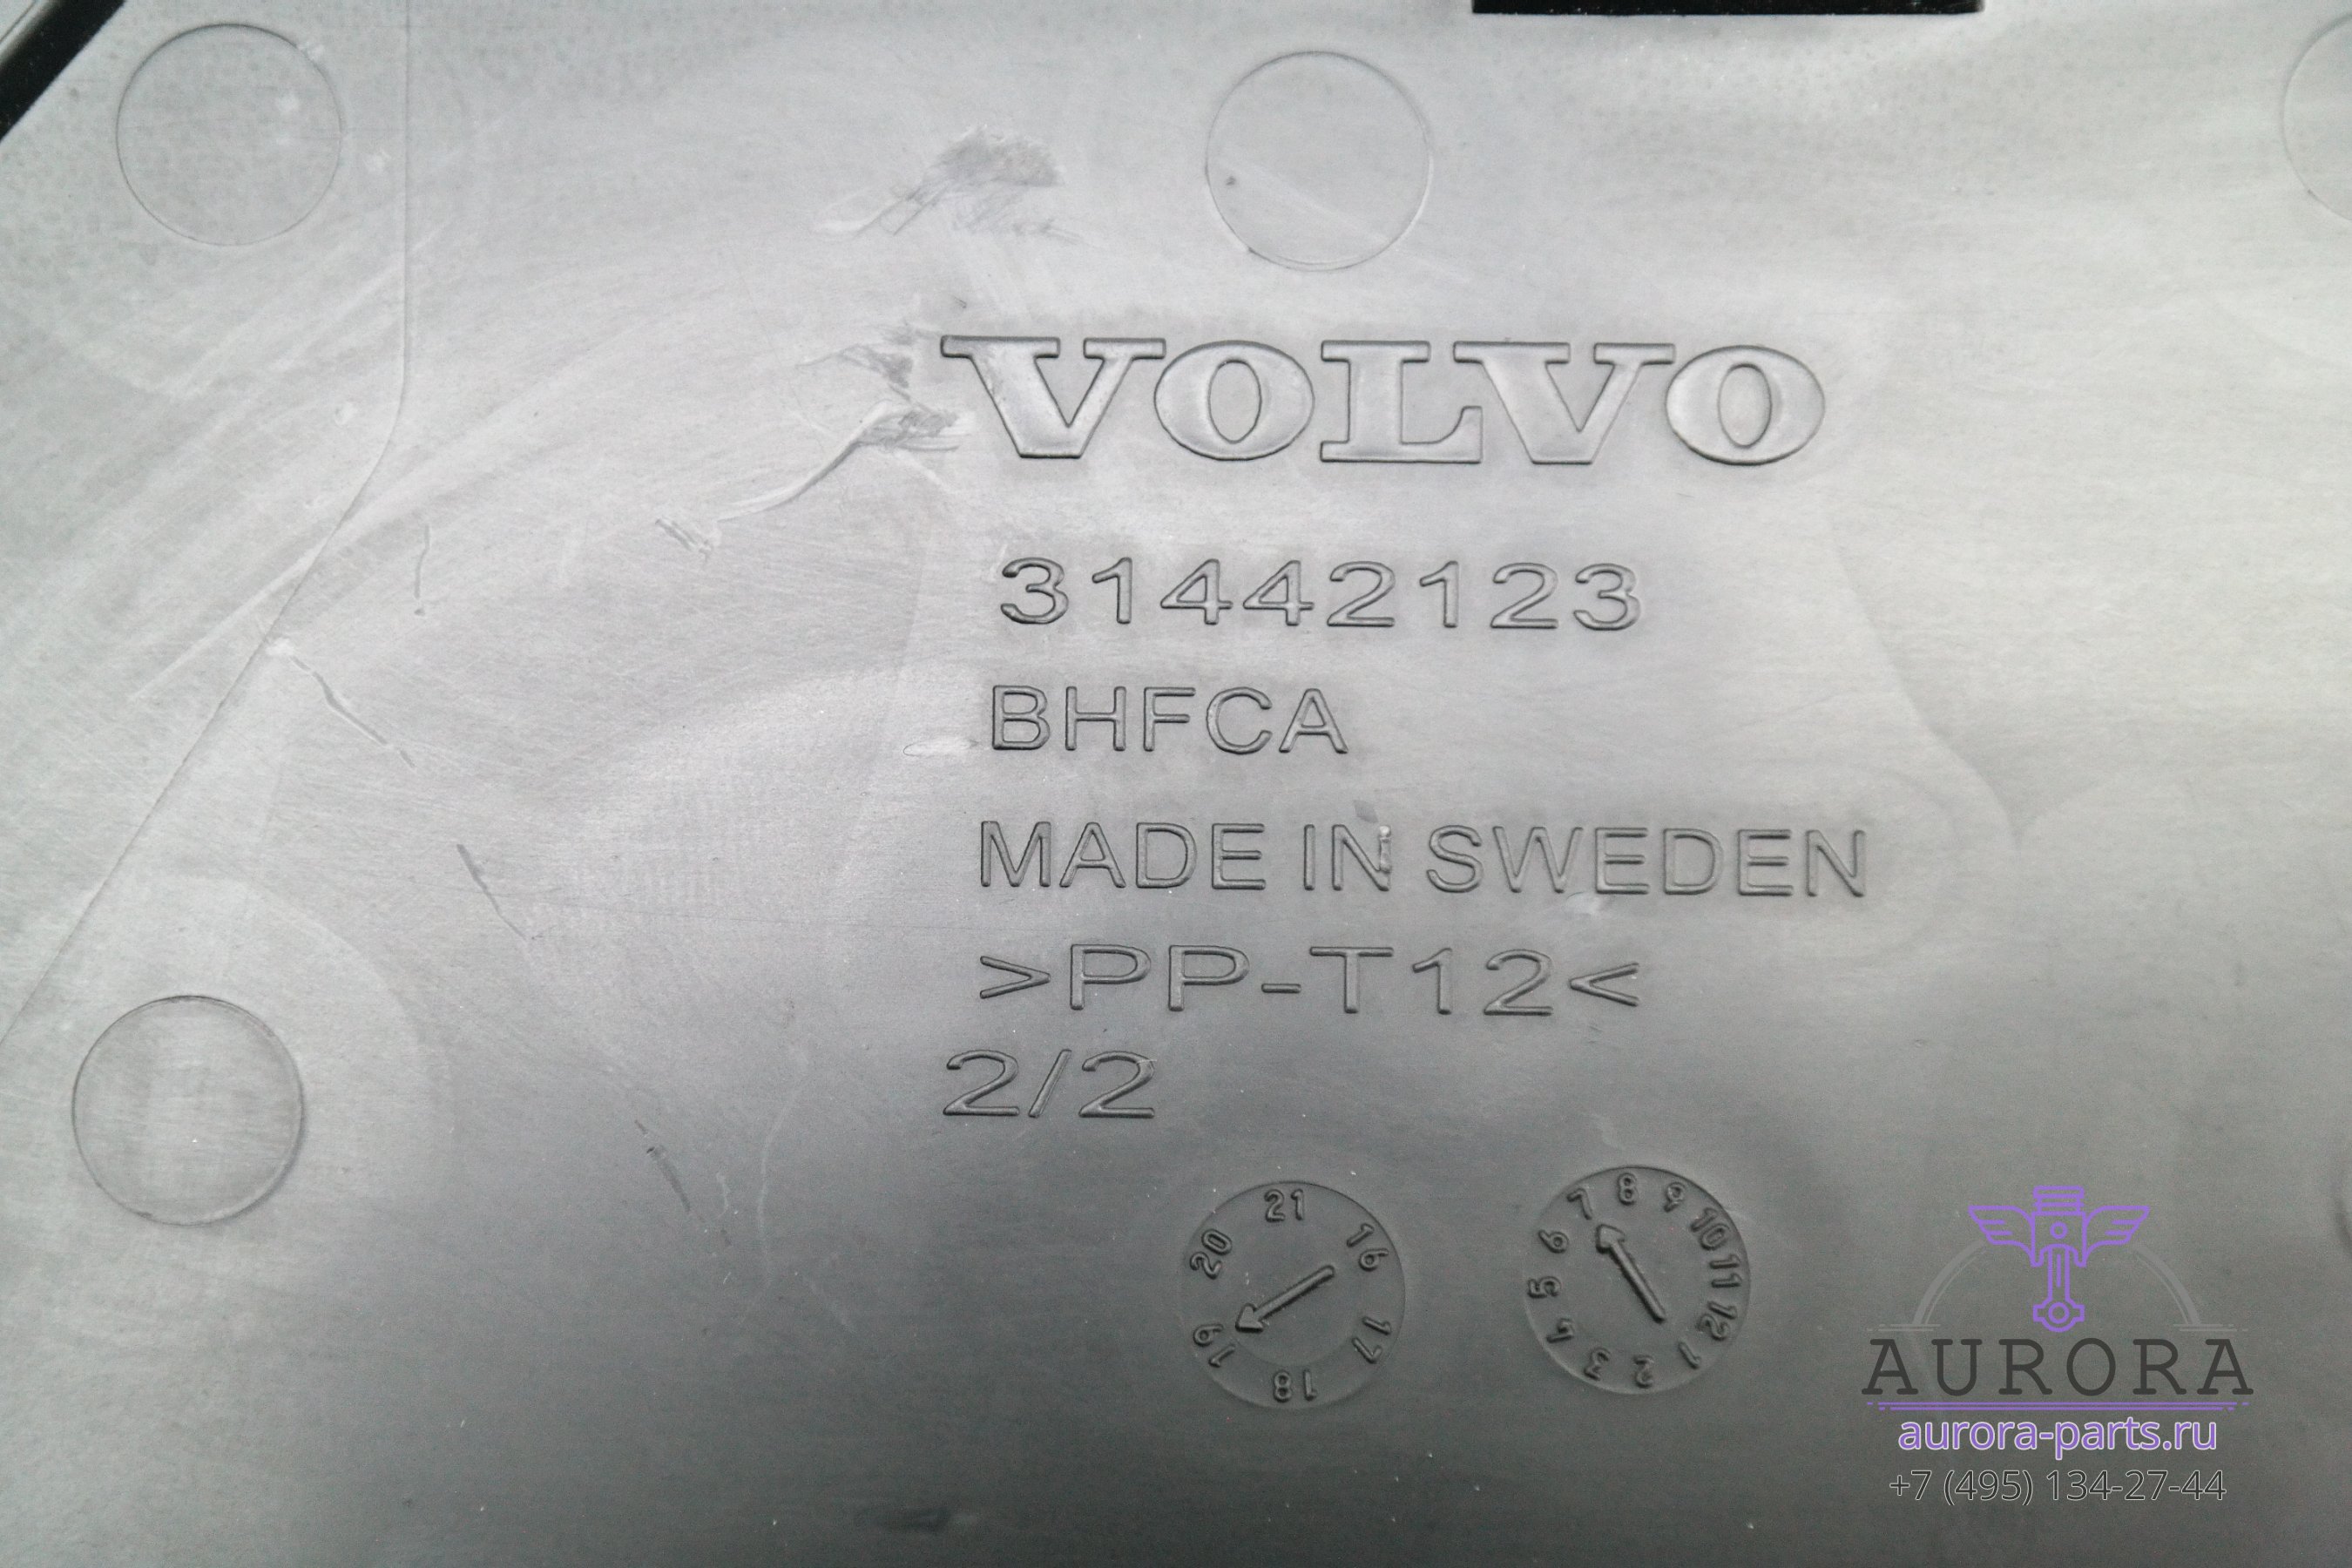 VOLVO
31442123
BHFCA
MADE IN SWEDEN
>PP-T12<
2/2
21 16 17 18 19 20
8 9 10 11 12 1 2 3 4 5 6 7
AURORA
aurora-parts.ru
+7 (495) 134-27-44